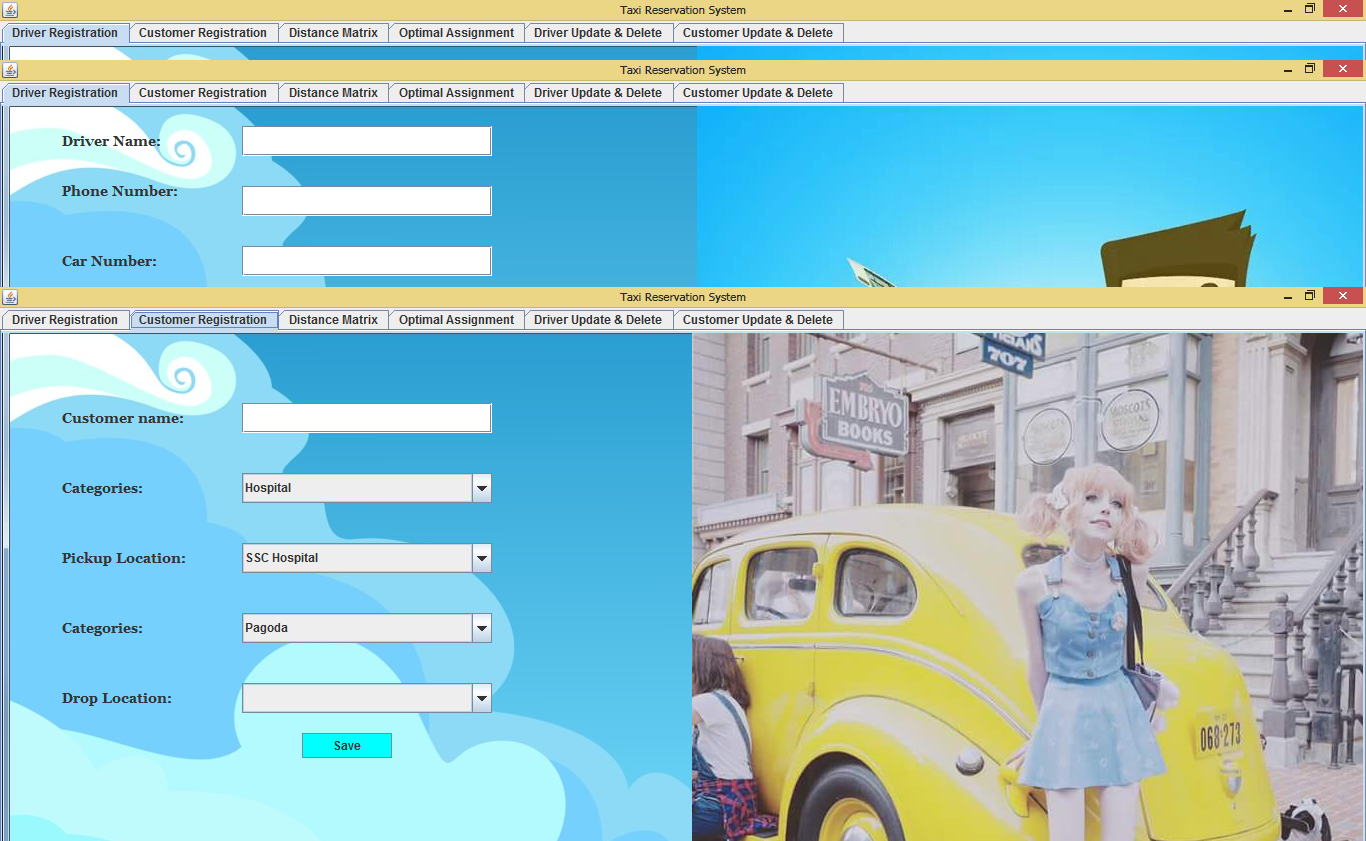 Taxi Reservation System
Driver Registration Customer Registration Distance Matrix Optimal Assignment Driver Update & Delete Customer Update & Delete
Taxi Reservation System
Driver Registration Customer Registration Distance Matrix Optimal Assignment Driver Update & Delete Customer Update & Delete
Driver Name:
Phone Number:
Car Number:
Taxi Reservation System
Driver Registration Customer Registration Distance Matrix Optimal Assignment Driver Update & Delete Customer Update & Delete
Customer name:
Categories: Hospital
Pickup Location: SSC Hospital
Categories: Pagoda
Drop Location:
Save
707
EMBRYO
BOOKS
MOSCOTS
068-273